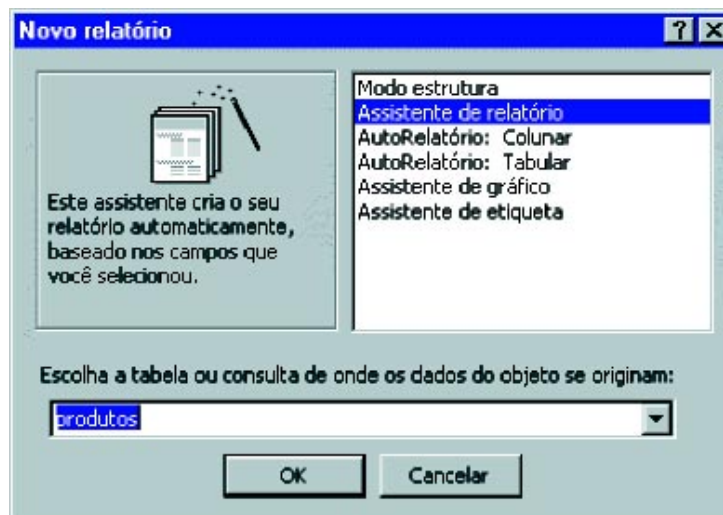 Novo relatório
Este assistente cria o seu
relatório automaticamente,
baseado nos campos que
você selecionou.
Modo estrutura
Assistente de relatório
AutoRelatório: Colunar
AutoRelatório: Tabular
Assistente de gráfico
Assistente de etiqueta
Escolha a tabela ou consulta de onde os dados do objeto se originam:
produtos
OK
Cancelar